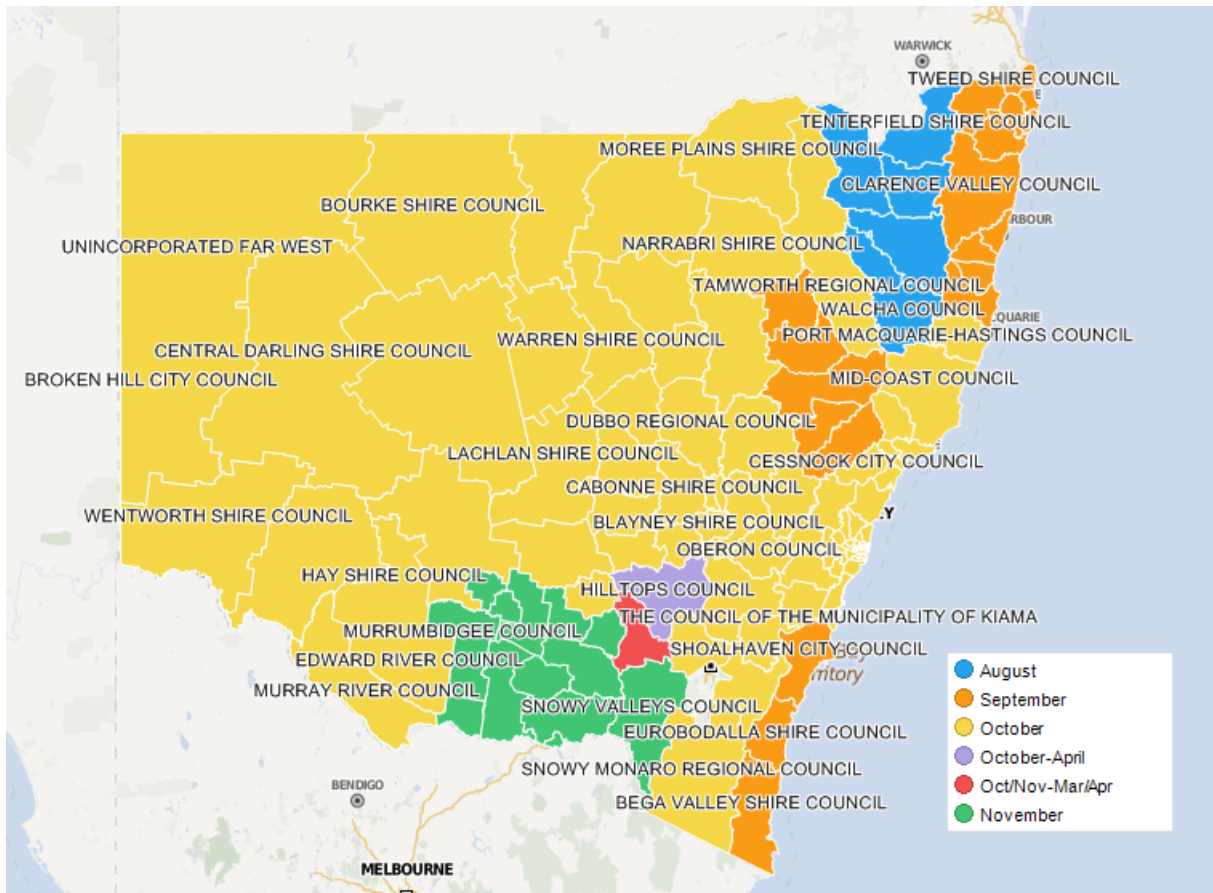 WARWICK
TWEED SHIRE COUNCIL
E
TENTERFIELD SHIRE COUNCIL
MOREE PLAINS SHIRE COUNCIL
CLARENCE VALLEY COUNCIL
BOURKE SHIRE COUNCIL
RBOUR
UNINCORPORATED FAR WEST
NARRABRI SHIRE COUNCIL
TAMWORTH REGIONAL COUNCIL
WALCHA COUNCIL
CQUARIE
PORT MACQUARIE-HASTINGS COUNCIL
WARREN SHIRE COUNCIL
CENTRAL DARLING SHIRE COUNCIL
BROKEN HILL CITY COUNCIL
MID-COAST COUNCIL
DUBBO REGIONAL COUNCIL
LACHLAN SHIRE COUNCIL
CESSNOCK CITY COUNCIL
CABONNE SHIRE COUNCIL
WENTWORTH SHIRE COUNCIL
EY
BLAYNEY SHIRE COUNCIL
OBERON COUNCIL
HAY SHIRE COUNCIL
HILLTOPS COUNCIL
THE COUNCIL OF THE MUNICIPALITY OF KIAMA
MURRUMBIDGEE COUNCIL
SHOALHAVEN CITY COUNCIL
Bay
EDWARD RIVER COUNCIL
rritory
MURRAY RIVER COUNCIL
SNOWY VALLEYS COUNCIL
EUROBODALLA SHIRE COUNCIL
SNOWY MONARO REGIONAL COUNCIL
BENDIGO
BEGA VALLEY SHIRE COUNCIL
MELBOURNE
August
September
October
October-April
Oct/Nov-Mar/Apr
November